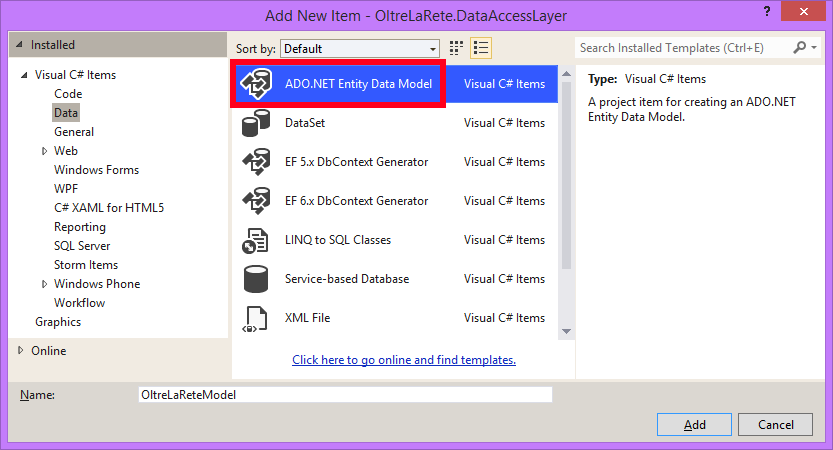 Add New Item - OltreLaRete.DataAccessLayer
?
Installed
Sort by: Default
Search Installed Templates (Ctrl+E)
Visual C# Items
Code
Data
General
Web
Windows Forms
WPF
C# XAML for HTML5
Reporting
SQL Server
Storm Items
Windows Phone
Workflow
Graphics
Online
ADO.NET Entity Data Model Visual C# Items
DataSet Visual C# Items
EF 5.x DbContext Generator Visual C# Items
EF 6.x DbContext Generator Visual C# Items
LINQ to SQL Classes Visual C# Items
Service-based Database Visual C# Items
XML File Visual C# Items
Click here to go online and find templates.
Type: Visual C# Items
A project item for creating an ADO.NET
Entity Data Model.
Name: OltreLaReteModel
Add Cancel